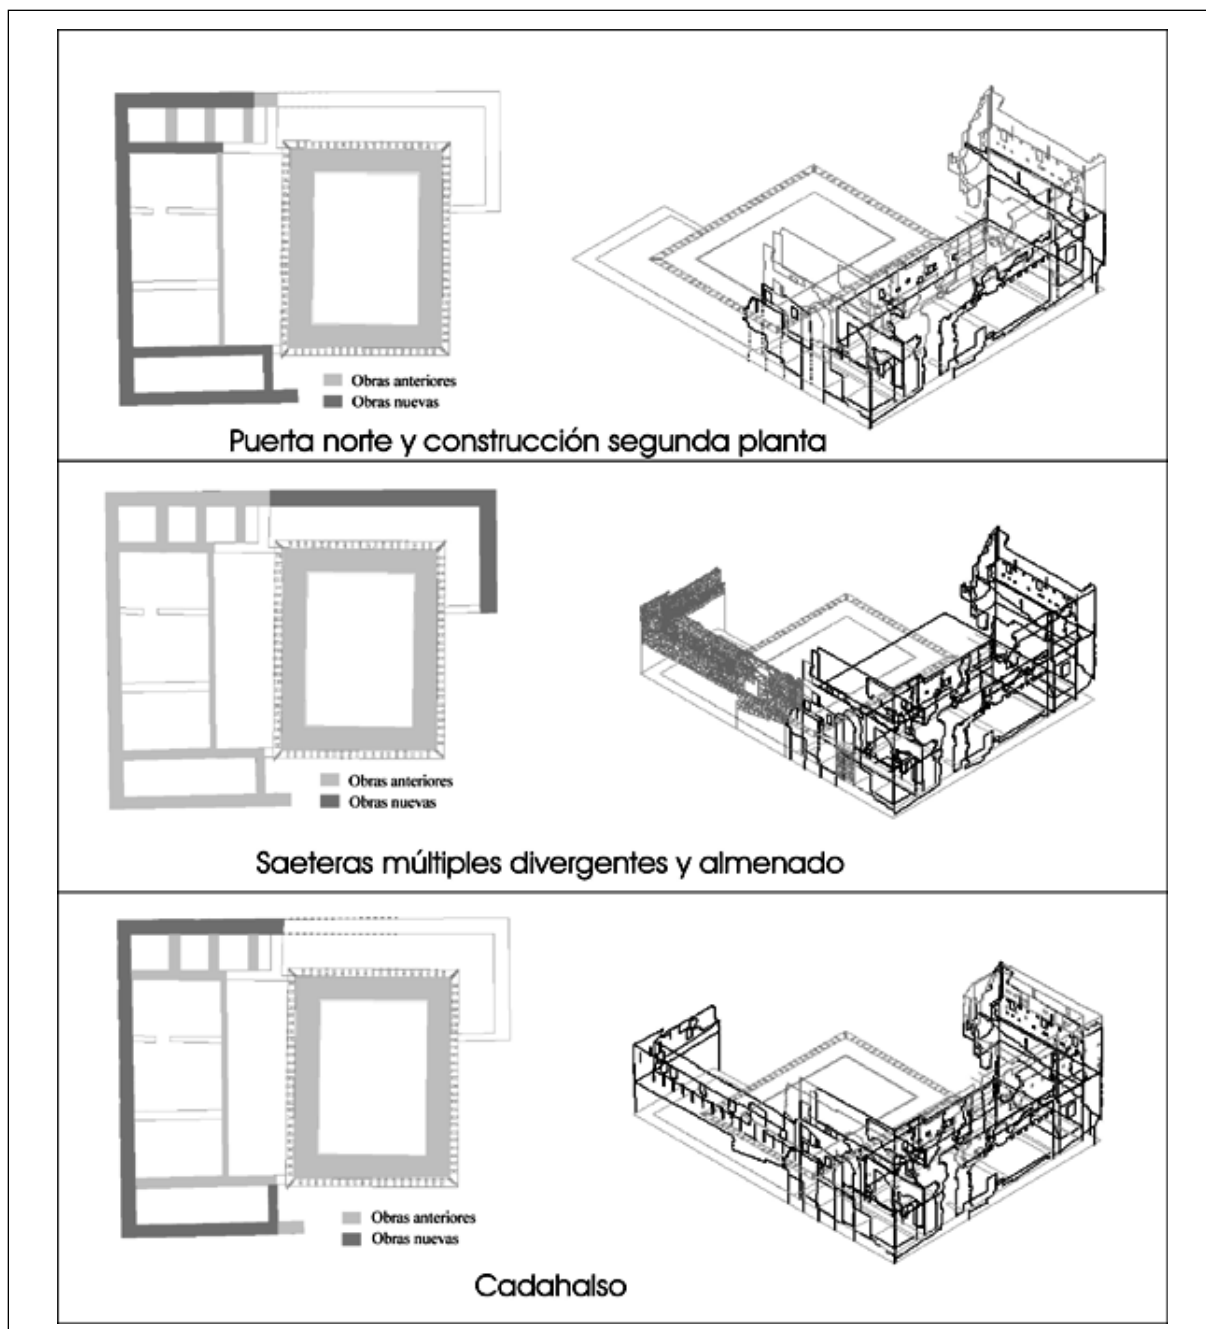 Obras anteriores
Obras nuevas
Puerta norte y construcción segunda planta
Obras anteriores
Obras nuevas
Saeteras múltiples divergentes y almenado
Obras anteriores
Obras nuevas
Cadahalso